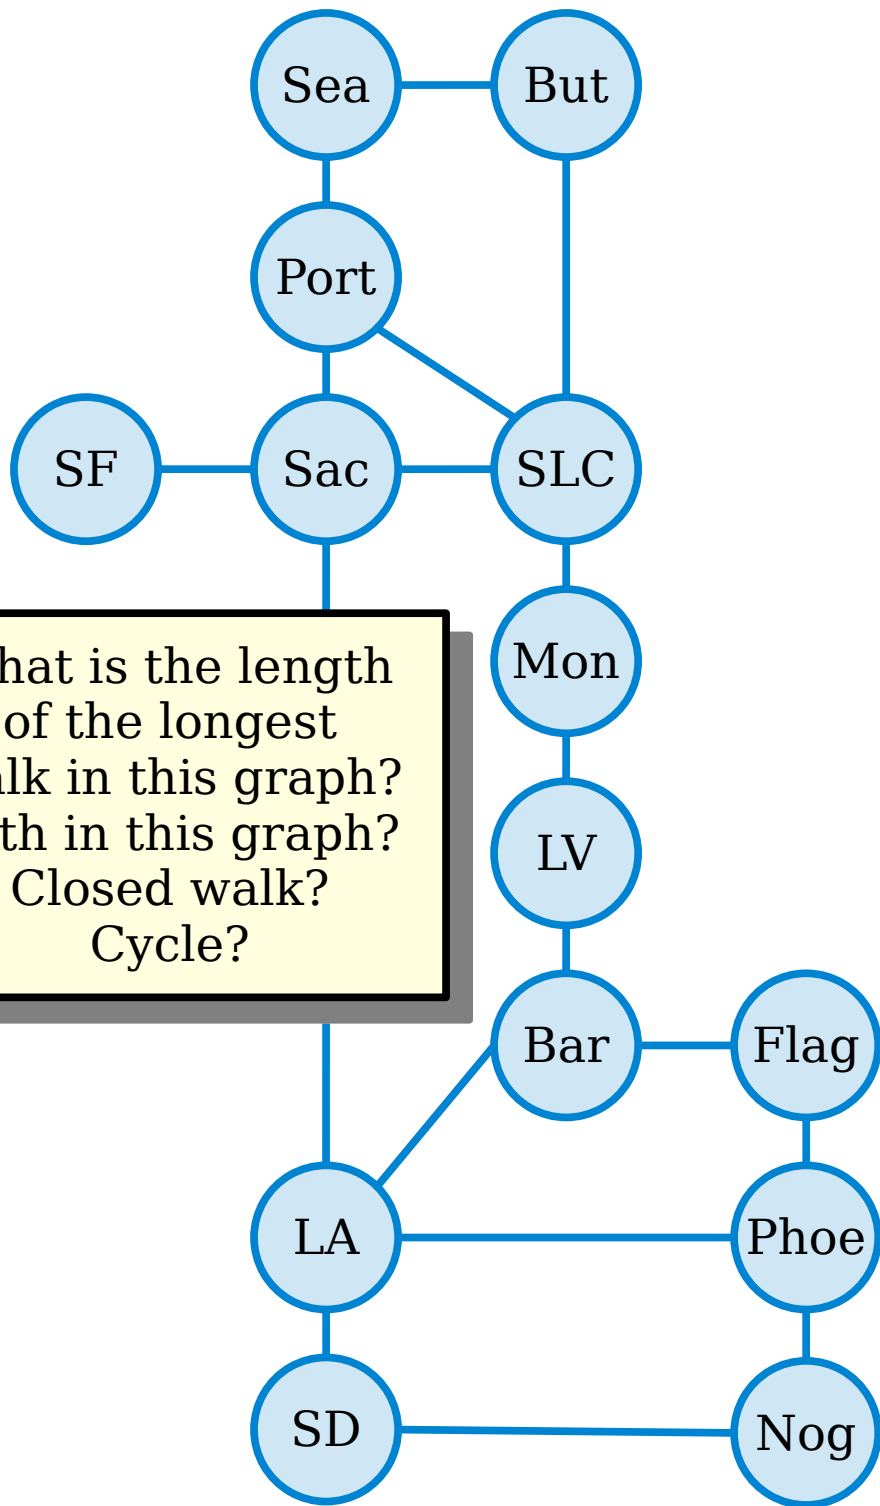 Sea
But
Port
SF
Sac
SLC
hat is the length
of the longest
alk in this graph?
th in this graph?
Closed walk?
Cycle?
Mon
LV
Bar
Flag
LA
Phoe
SD
Nog